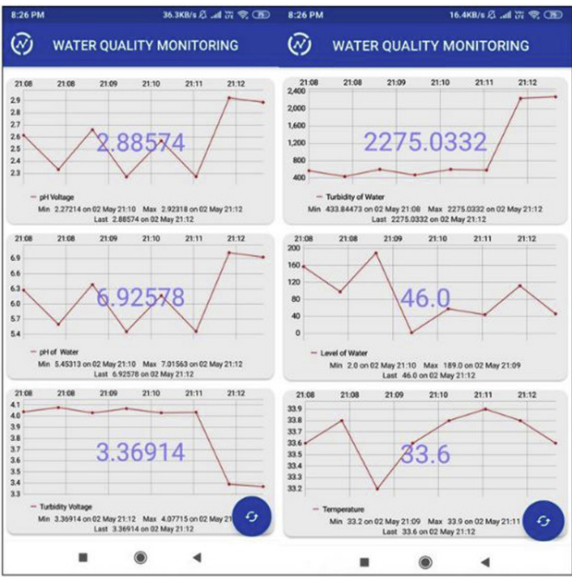 8:26 PM 36.3KB/s
WATER QUALITY MONITORING
21:08 21:08 21:09 21:10 21:11 21:12
2.9
2.8
2.7
2.6
2.5
2.4
2.3
2.88574
pH Voltage
Min 2.27214 on 02 May 21:10 Max 2.92318 on 02 May 21:12
Last 2.88574 on 02 May 21:12
21:08 21:08 21:09 21:10 21:11 21:12
6.9
6.6
6.3
6.0
5.7
5.4
6.92578
pH of Water
Min 5.45313 on 02 May 21:10 Max 7.01563 on 02 May 21:12
Last 6.92578 on 02 May 21:12
21:08 21:08 21:09 21:10 21:11 21:12
4.1
4.0
3.9
3.8
3.7
3.6
3.5
3.4
3.3
3.36914
Turbidity Voltage
Min 3.36914 on 02 May 21:12 Max 4.07715 on 02 May 21
Last 3.36914 on 02 May 21:12
8:26 PM 16.4KB/s
WATER QUALITY MONITORING
21:08 21:08 21:09 21:10 21:11 21:12
2,400
2,000
1,600
1,200
800
400
2275.0332
Turbidity of Water
Min 433.84473 on 02 May 21:08 Max 2275.0332 on 02 May 21:12
Last 2275.0332 on 02 May 21:12
21:08 21:08 21:09 21:10 21:11 21:12
200
160
120
80
40
0
46.0
Level of Water
Min 2.0 on 02 May 21:10 Max 189.0 on 02 May 21:09
Last 46.0 on 02 May 21:12
21:08 21:08 21:09 21:10 21:11 21:12
33.9
33.8
33.7
33.6
33.5
33.4
33.3
33.2
33.6
Temperature
Min 33.2 on 02 May 21:09 Max 33.9 on 02 May 21:11
Last 33.6 on 02 May 21:12